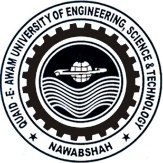 QUAID -E- AWAM UNIVERSITY OF ENGINEERING, SCIENCE & TECHNOLOGY
NAWABSHAH